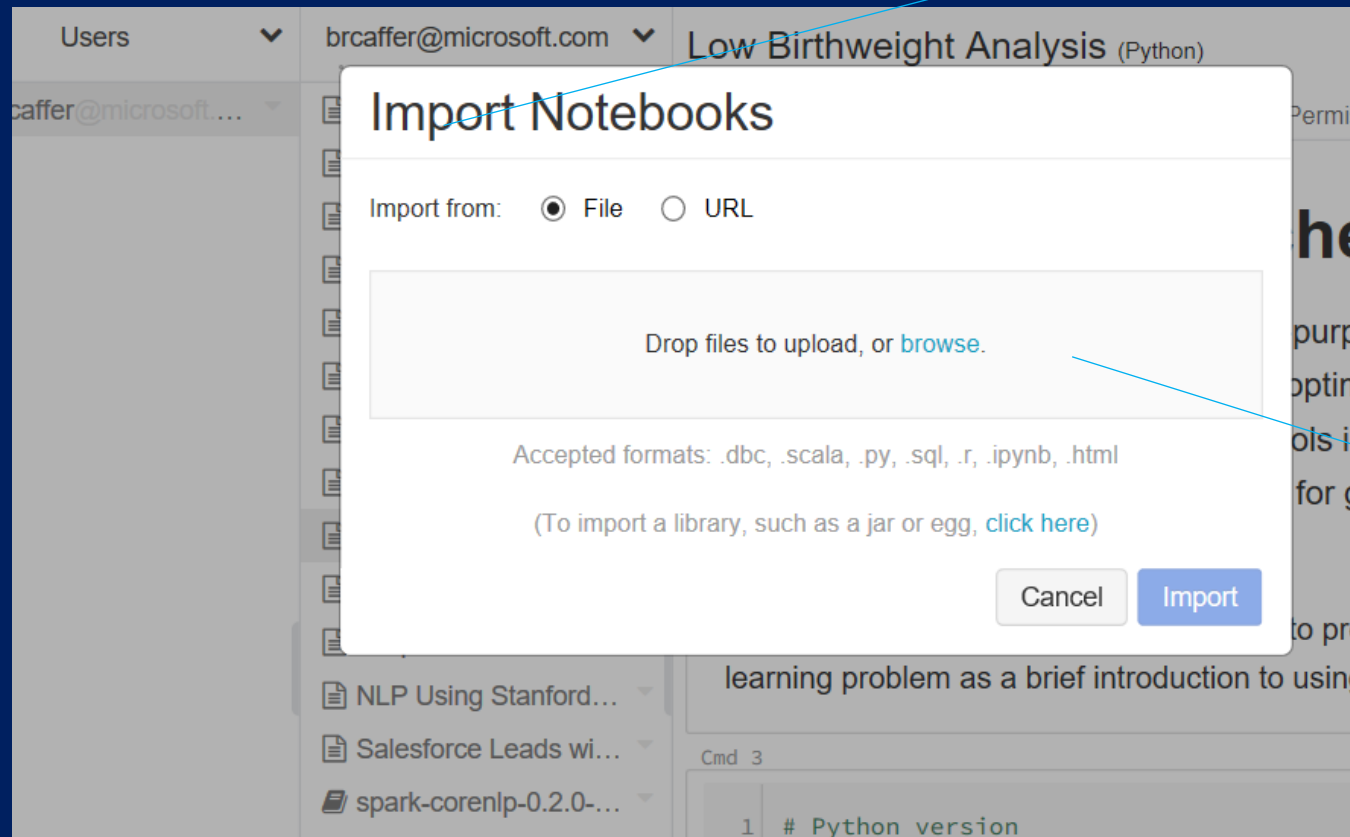 Users
brcaffer@microsoft.com
Low Birthweight Analysis (Python)
caffer@microsoft....
Import Notebooks
Permi
Import from: File URL
he
Drop files to upload, or browse.
purp
optim
ols i
Accepted formats: .dbc, .scala, .py, .sql, .r, .ipynb, .html
for g
(To import a library, such as a jar or egg, click here)
Cancel Import
to pr
learning problem as a brief introduction to using
NLP Using Stanford...
Salesforce Leads wi...
Cmd 3
spark-corenlp-0.2.0-...
1 # Python version